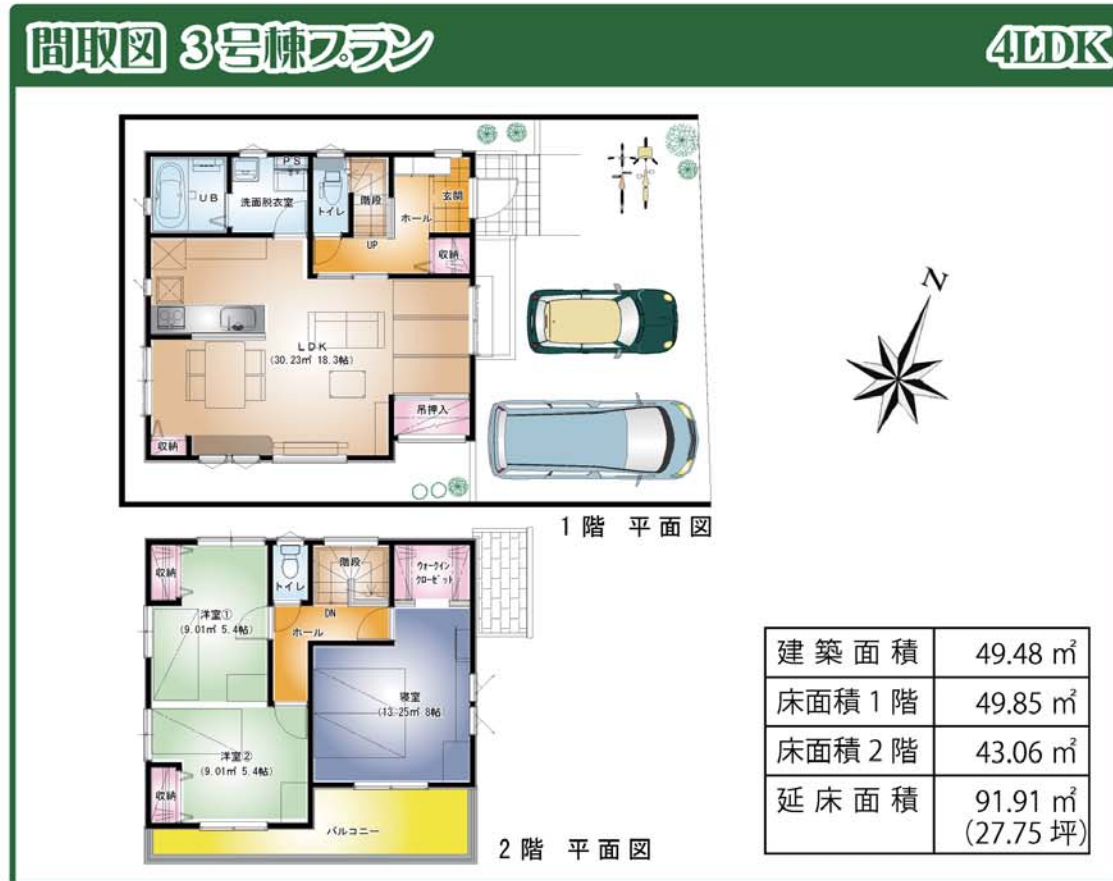 間取図 3号棟プラン
4LDK
UB
PS
洗面脱衣室
トイレ
階段
ホール
玄関
UP
収納
LDK
(30.23㎡ 18.3帖)
吊押入
収納
N
1階 平面図
収納
トイレ
階段
ウォークイン
クローゼット
洋室①
(9.01㎡ 5.4帖)
DN
ホール
寝室
(13.25㎡ 8帖)
洋室②
(9.01㎡ 5.4帖)
収納
バルコニー
2階 平面図
建築面積 49.48 ㎡
床面積1階 49.85 ㎡
床面積2階 43.06 ㎡
延床面積 91.91 ㎡
(27.75 坪)